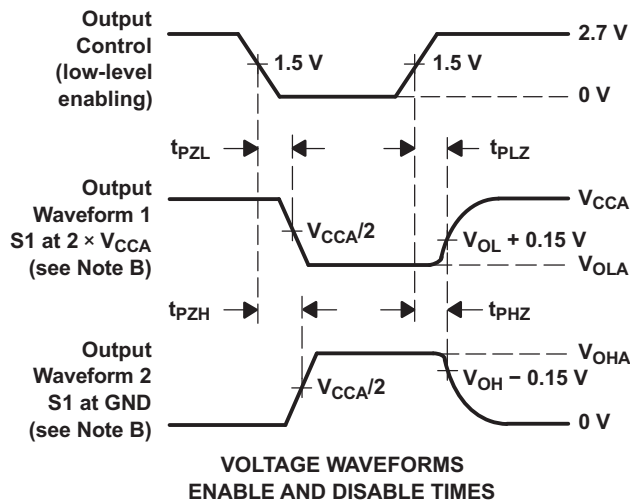 Output
Control
(low-level
enabling)
2.7 V
1.5 V
1.5 V
0 V
tPZL
tPLZ
Output
Waveform 1
S1 at 2 × VCCA
(see Note B)
VCCA
VCCA/2
VOL + 0.15 V
VOLA
tPZH
tPHZ
Output
Waveform 2
S1 at GND
(see Note B)
VOHA
VCCA/2
VOH − 0.15 V
0 V
VOLTAGE WAVEFORMS
ENABLE AND DISABLE TIMES